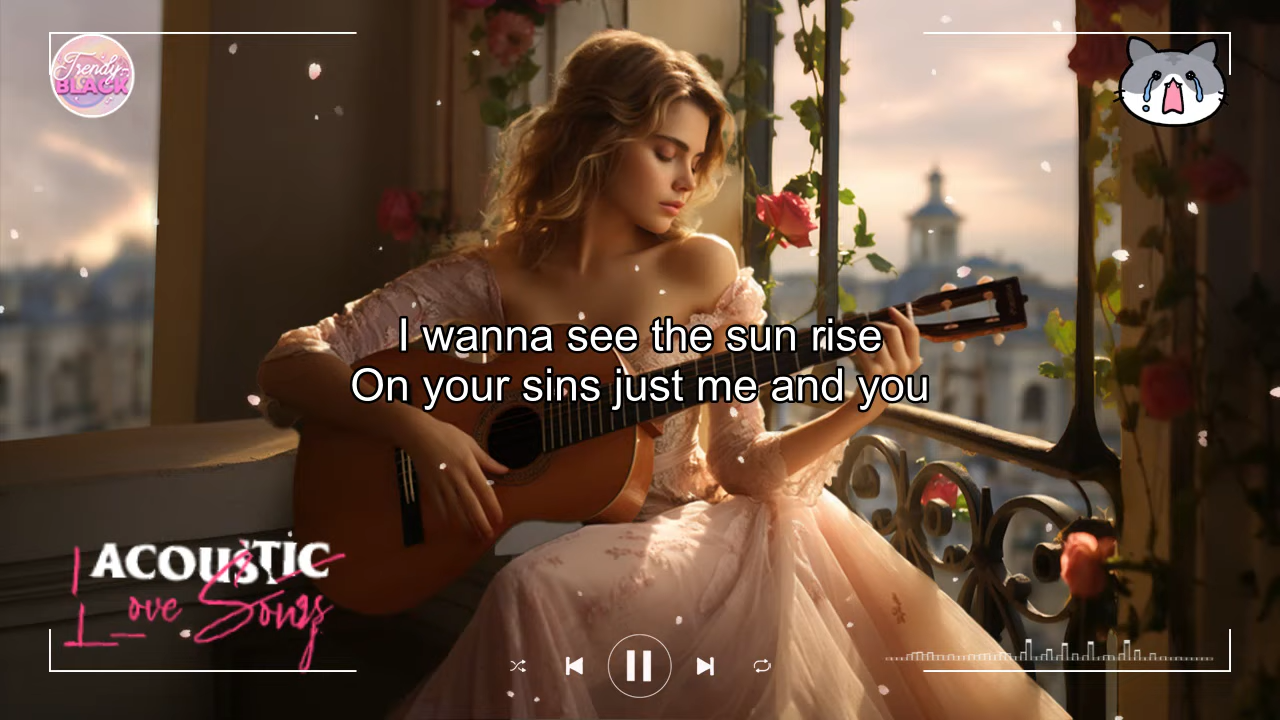 Trendy
BLACK
I wanna see the sun rise
On your sins just me and you
ACOUSTIC
Love Songs